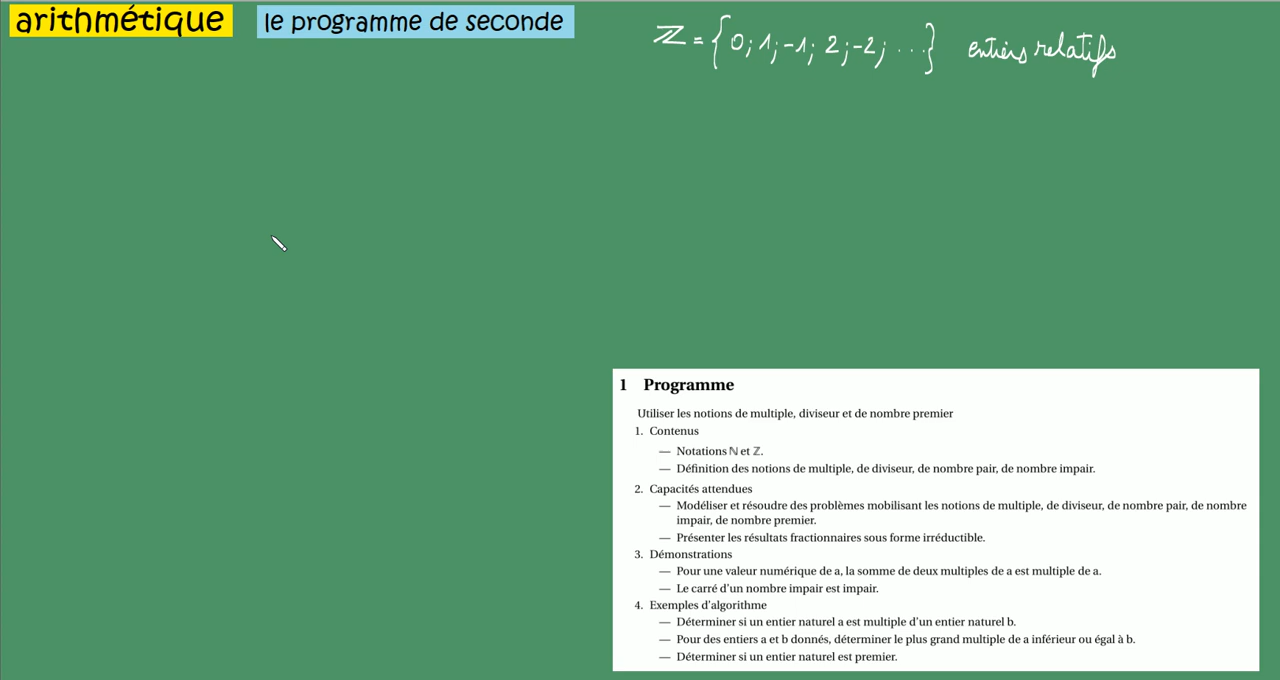 arithmétique le programme de seconde
ℤ = { 0 ; 1 ; -1 ; 2 ; -2 ; ... } entiers relatifs
1 Programme
Utiliser les notions de multiple, diviseur et de nombre premier
1. Contenus
— Notations ℕ et ℤ.
— Définition des notions de multiple, de diviseur, de nombre pair, de nombre impair.
2. Capacités attendues
— Modéliser et résoudre des problèmes mobilisant les notions de multiple, de diviseur, de nombre pair, de nombre
impair, de nombre premier.
— Présenter les résultats fractionnaires sous forme irréductible.
3. Démonstrations
— Pour une valeur numérique de a, la somme de deux multiples de a est multiple de a.
— Le carré d'un nombre impair est impair.
4. Exemples d'algorithme
— Déterminer si un entier naturel a est multiple d'un entier naturel b.
— Pour des entiers a et b donnés, déterminer le plus grand multiple de a inférieur ou égal à b.
— Déterminer si un entier naturel est premier.